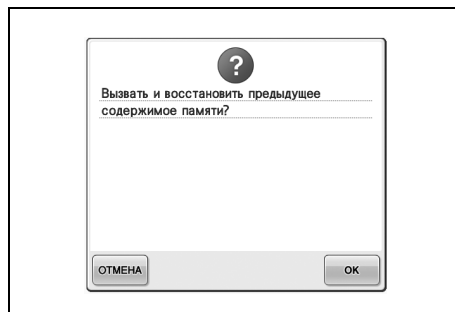 ?
Вызвать и восстановить предыдущее
содержимое памяти?
ОТМЕНА
OK